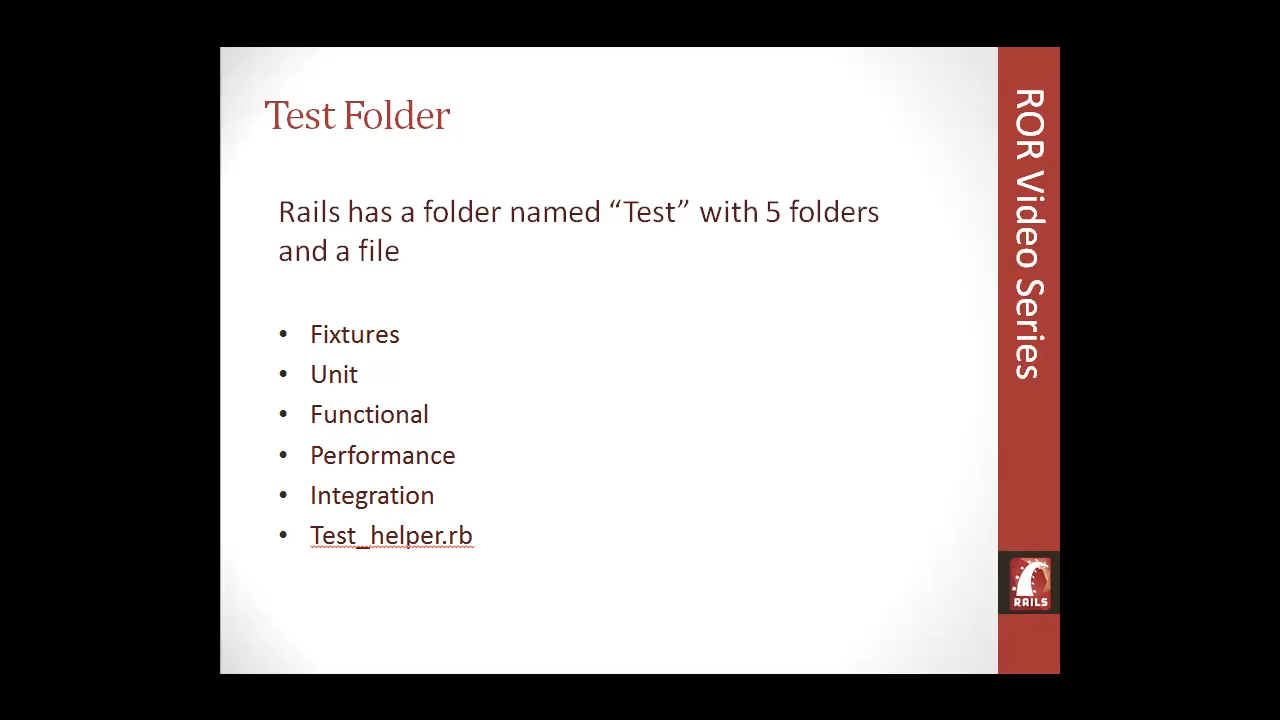 Test Folder
Rails has a folder named “Test” with 5 folders
and a file
• Fixtures
• Unit
• Functional
• Performance
• Integration
• Test_helper.rb
ROR Video Series
RAILS